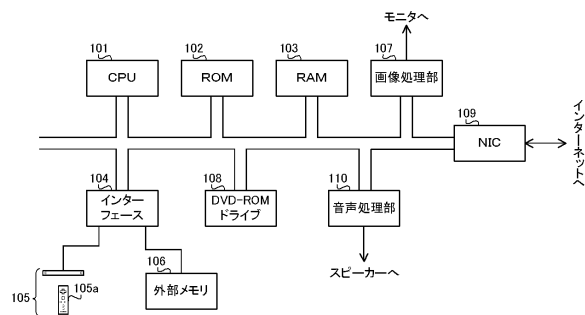 モニタへ
101
CPU
102
ROM
103
RAM
107
画像処理部
109
NIC
インターネットへ
104
インター
フェース
108
DVD-ROM
ドライブ
110
音声処理部
スピーカーへ
105
105a
106
外部メモリ